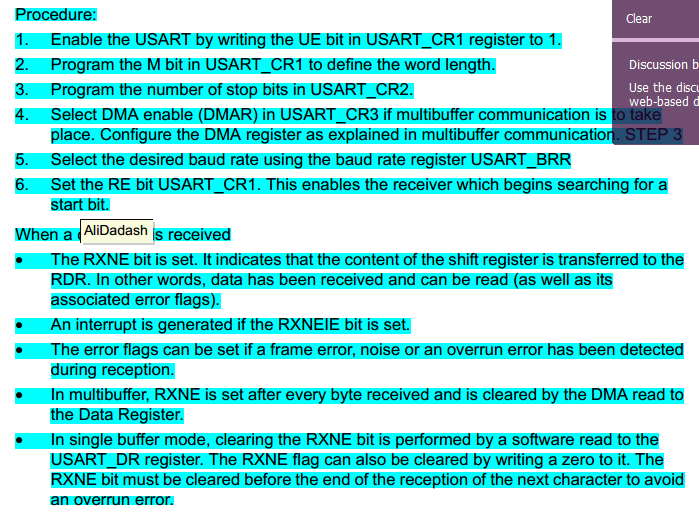 Procedure:
1. Enable the USART by writing the UE bit in USART_CR1 register to 1.
2. Program the M bit in USART_CR1 to define the word length.
3. Program the number of stop bits in USART_CR2.
4. Select DMA enable (DMAR) in USART_CR3 if multibuffer communication is to take
place. Configure the DMA register as explained in multibuffer communication. STEP 3
5. Select the desired baud rate using the baud rate register USART_BRR
6. Set the RE bit USART_CR1. This enables the receiver which begins searching for a
start bit.
When a
AliDadash
is received
• The RXNE bit is set. It indicates that the content of the shift register is transferred to the
RDR. In other words, data has been received and can be read (as well as its
associated error flags).
• An interrupt is generated if the RXNEIE bit is set.
• The error flags can be set if a frame error, noise or an overrun error has been detected
during reception.
• In multibuffer, RXNE is set after every byte received and is cleared by the DMA read to
the Data Register.
• In single buffer mode, clearing the RXNE bit is performed by a software read to the
USART_DR register. The RXNE flag can also be cleared by writing a zero to it. The
RXNE bit must be cleared before the end of the reception of the next character to avoid
an overrun error.
Clear
Discussion b
Use the discu
web-based d